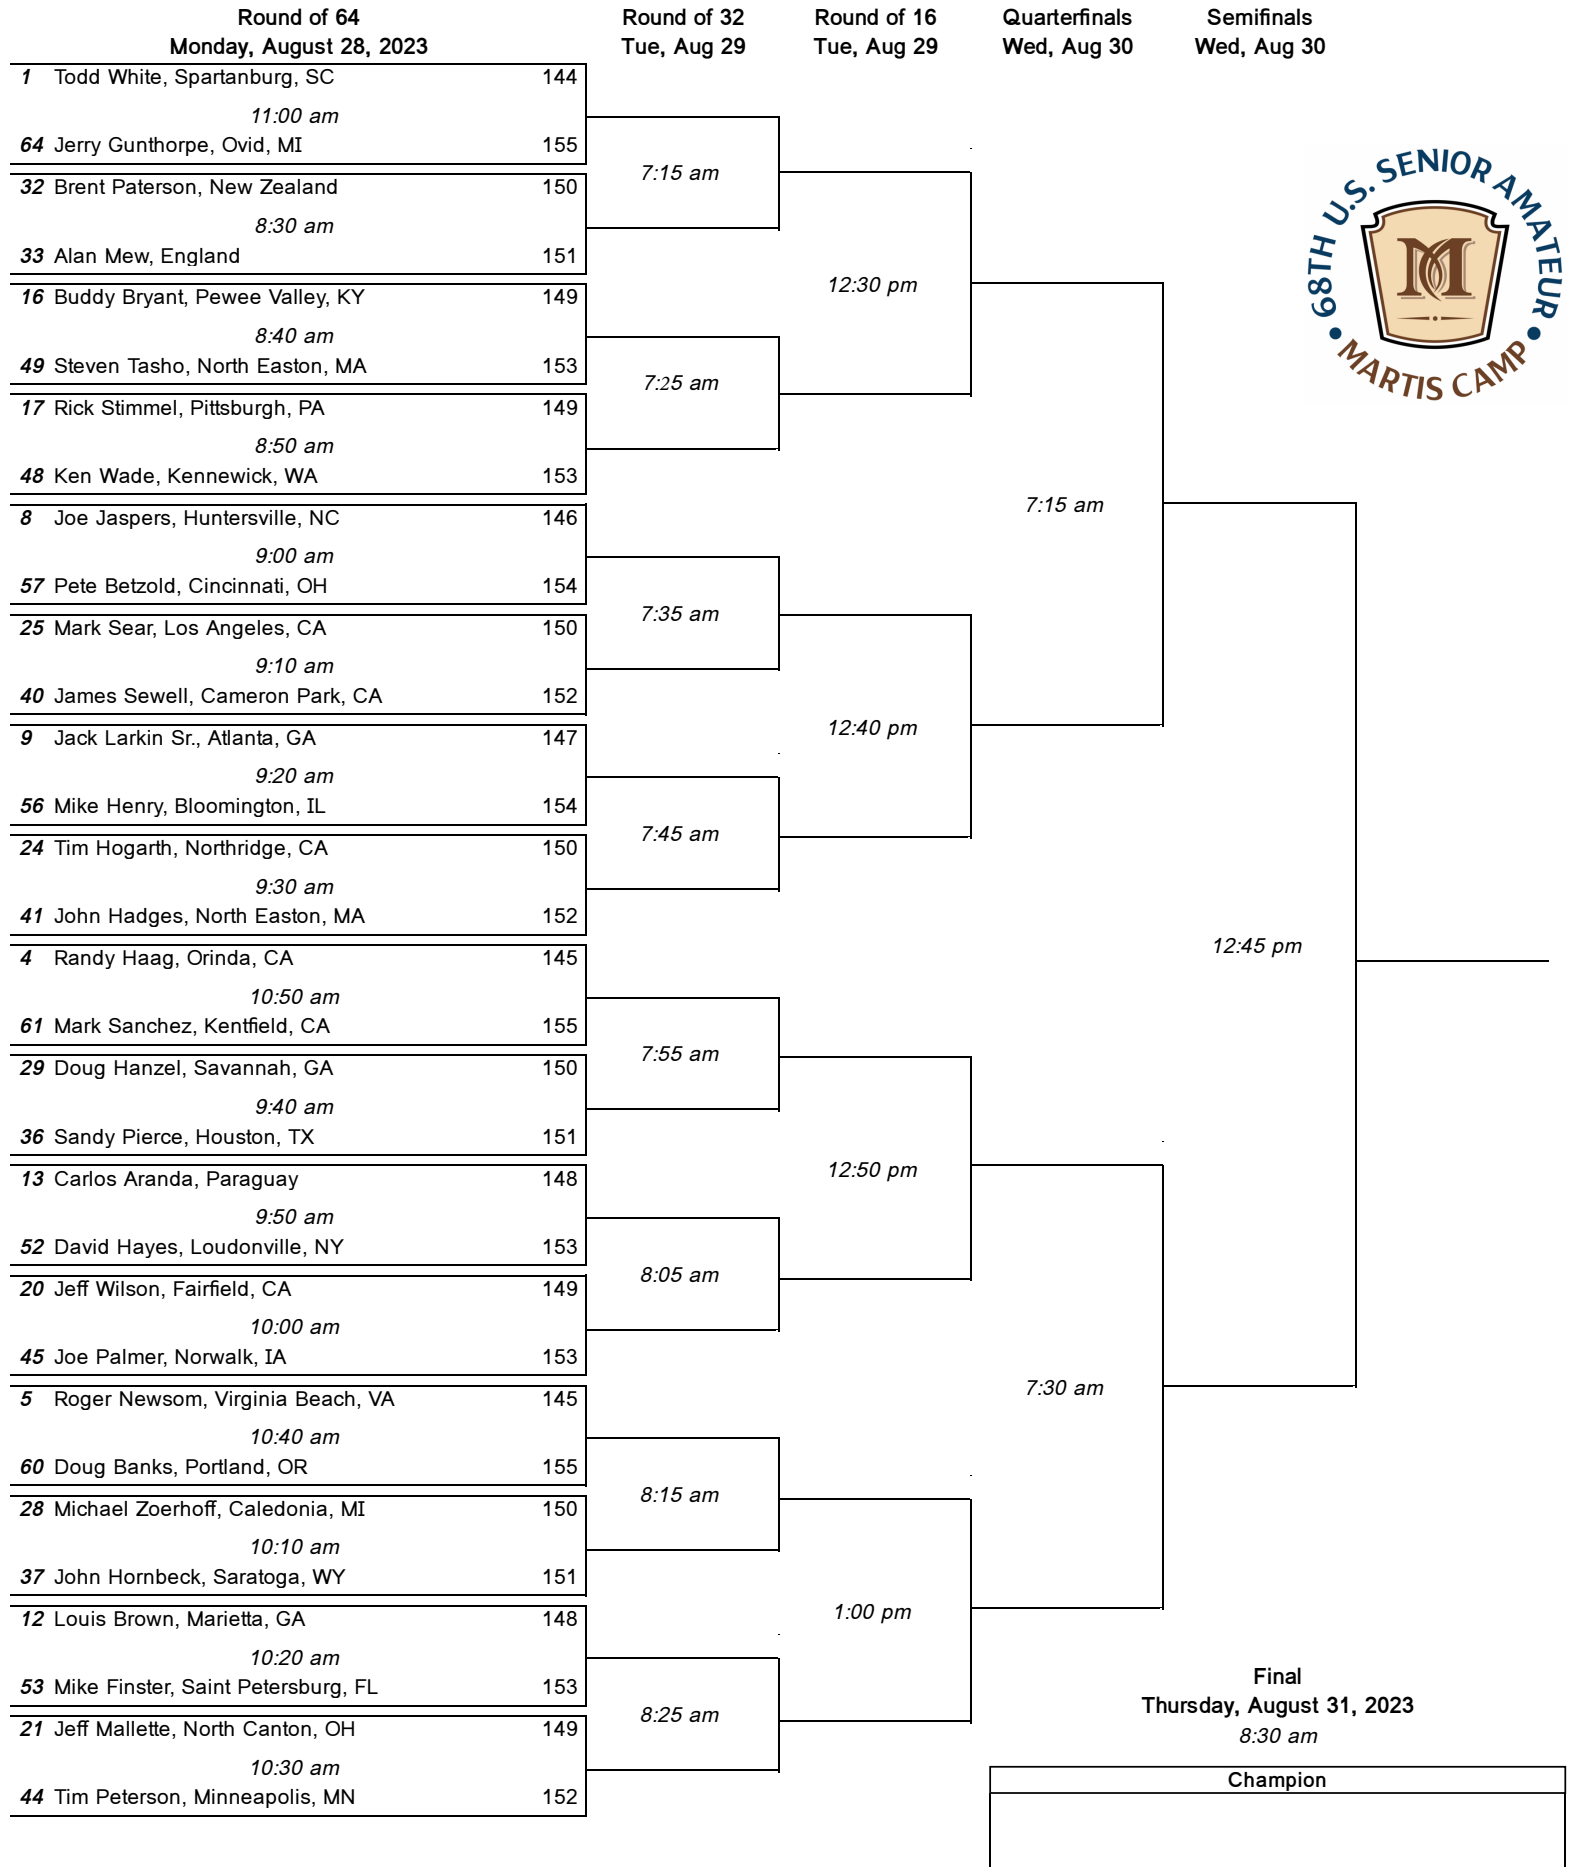 Round of 64 Round of 32 Round of 16 Quarterfinals Semifinals
Monday, August 28, 2023 Tue, Aug 29 Tue, Aug 29 Wed, Aug 30 Wed, Aug 30
1 Todd White, Spartanburg, SC 144
11:00 am
64 Jerry Gunthorpe, Ovid, MI 155
7:15 am
32 Brent Paterson, New Zealand 150
8:30 am
33 Alan Mew, England 151
12:30 pm
68TH U.S. SENIOR AMATEUR
M
MARTIS CAMP
16 Buddy Bryant, Pewee Valley, KY 149
8:40 am
49 Steven Tasho, North Easton, MA 153
7:25 am
17 Rick Stimmel, Pittsburgh, PA 149
8:50 am
48 Ken Wade, Kennewick, WA 153
7:15 am
8 Joe Jaspers, Huntersville, NC 146
9:00 am
57 Pete Betzold, Cincinnati, OH 154
7:35 am
25 Mark Sear, Los Angeles, CA 150
9:10 am
40 James Sewell, Cameron Park, CA 152
12:40 pm
9 Jack Larkin Sr., Atlanta, GA 147
9:20 am
56 Mike Henry, Bloomington, IL 154
7:45 am
24 Tim Hogarth, Northridge, CA 150
9:30 am
41 John Hadges, North Easton, MA 152
12:45 pm
4 Randy Haag, Orinda, CA 145
10:50 am
61 Mark Sanchez, Kentfield, CA 155
7:55 am
29 Doug Hanzel, Savannah, GA 150
9:40 am
36 Sandy Pierce, Houston, TX 151
12:50 pm
13 Carlos Aranda, Paraguay 148
9:50 am
52 David Hayes, Loudonville, NY 153
8:05 am
20 Jeff Wilson, Fairfield, CA 149
10:00 am
45 Joe Palmer, Norwalk, IA 153
7:30 am
5 Roger Newsom, Virginia Beach, VA 145
10:40 am
60 Doug Banks, Portland, OR 155
8:15 am
28 Michael Zoerhoff, Caledonia, MI 150
10:10 am
37 John Hornbeck, Saratoga, WY 151
1:00 pm
12 Louis Brown, Marietta, GA 148
10:20 am
53 Mike Finster, Saint Petersburg, FL 153
8:25 am
21 Jeff Mallette, North Canton, OH 149
10:30 am
44 Tim Peterson, Minneapolis, MN 152
Final
Thursday, August 31, 2023
8:30 am
Champion